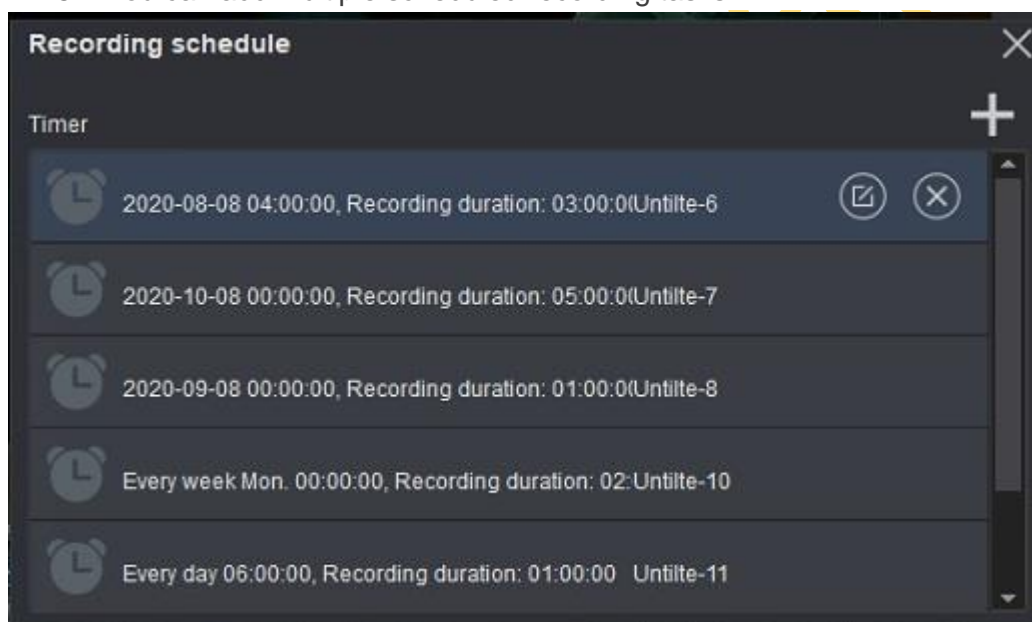 Recording schedule
Timer
2020-08-08 04:00:00, Recording duration: 03:00:0(Untilte-6
2020-10-08 00:00:00, Recording duration: 05:00:0(Untilte-7
2020-09-08 00:00:00, Recording duration: 01:00:0(Untilte-8
Every week Mon. 00:00:00, Recording duration: 02: Untilte-10
Every day 06:00:00, Recording duration: 01:00:00 Untilte-11